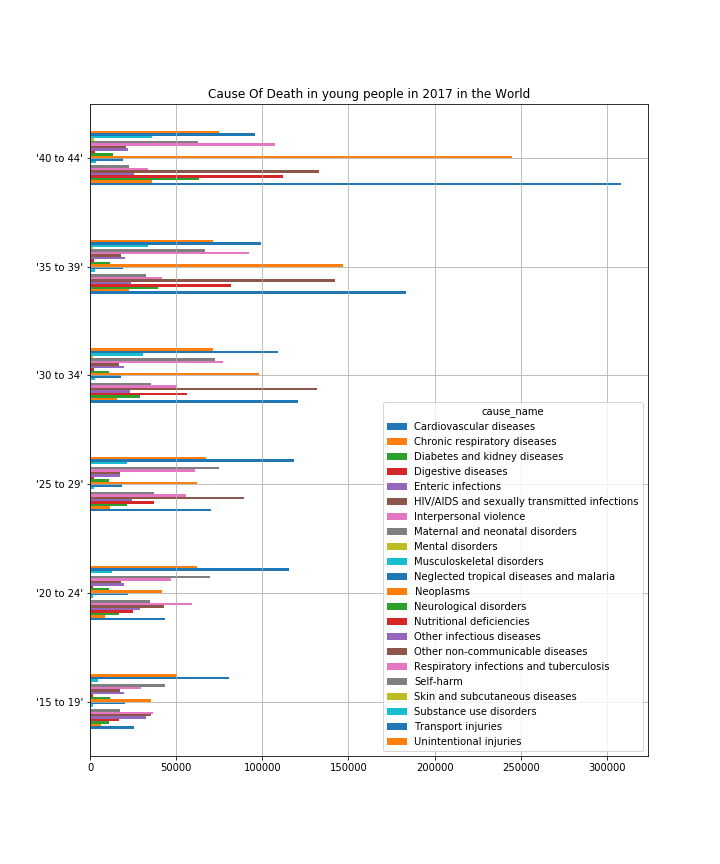 Cause Of Death in young people in 2017 in the World
'40 to 44'
'35 to 39'
'30 to 34'
'25 to 29'
'20 to 24'
'15 to 19'
cause_name
Cardiovascular diseases
Chronic respiratory diseases
Diabetes and kidney diseases
Digestive diseases
Enteric infections
HIV/AIDS and sexually transmitted infections
Interpersonal violence
Maternal and neonatal disorders
Mental disorders
Musculoskeletal disorders
Neglected tropical diseases and malaria
Neoplasms
Neurological disorders
Nutritional deficiencies
Other infectious diseases
Other non-communicable diseases
Respiratory infections and tuberculosis
Self-harm
Skin and subcutaneous diseases
Substance use disorders
Transport injuries
Unintentional injuries
0 50000 100000 150000 200000 250000 300000